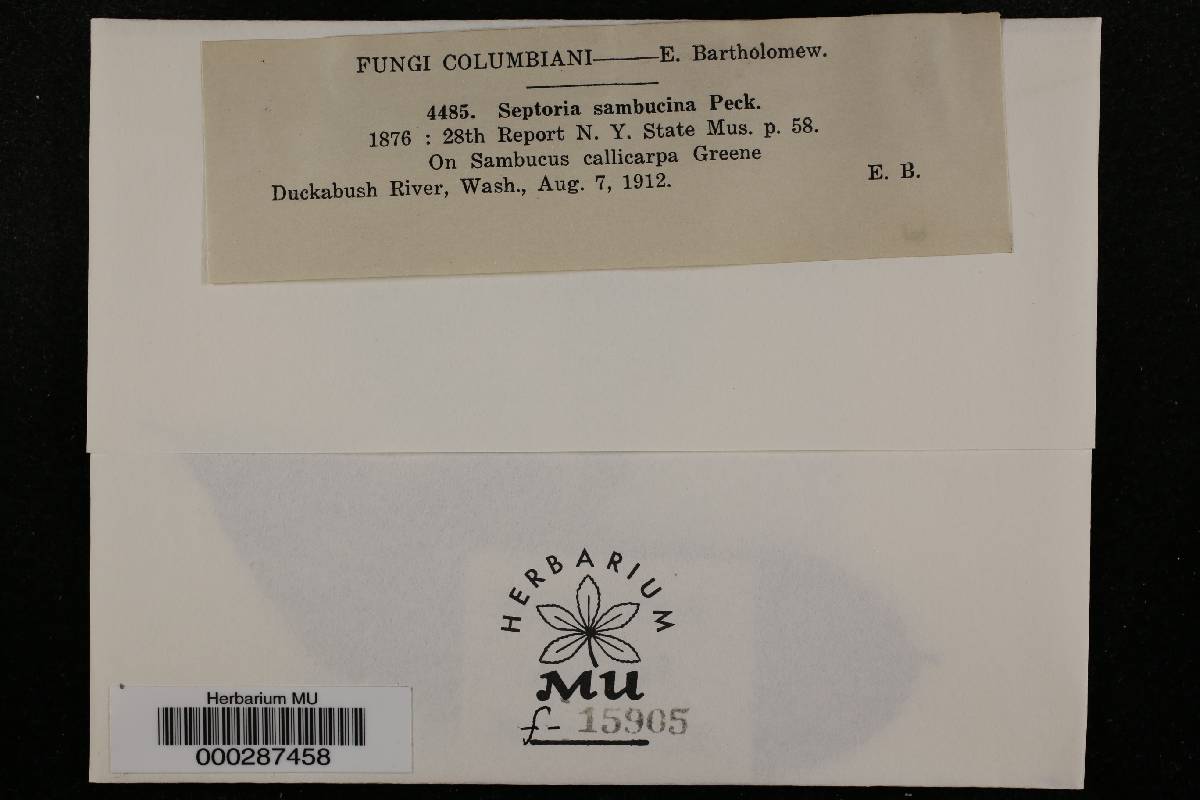 FUNGI COLUMBIANI——E. Bartholomew.
4485. Septoria sambucina Peck.
1876 : 28th Report N. Y. State Mus. p. 58.
On Sambucus callicarpa Greene
Duckabush River, Wash., Aug. 7, 1912. E. B.
HERBARIUM
MU
f- 15905
Herbarium MU
000287458